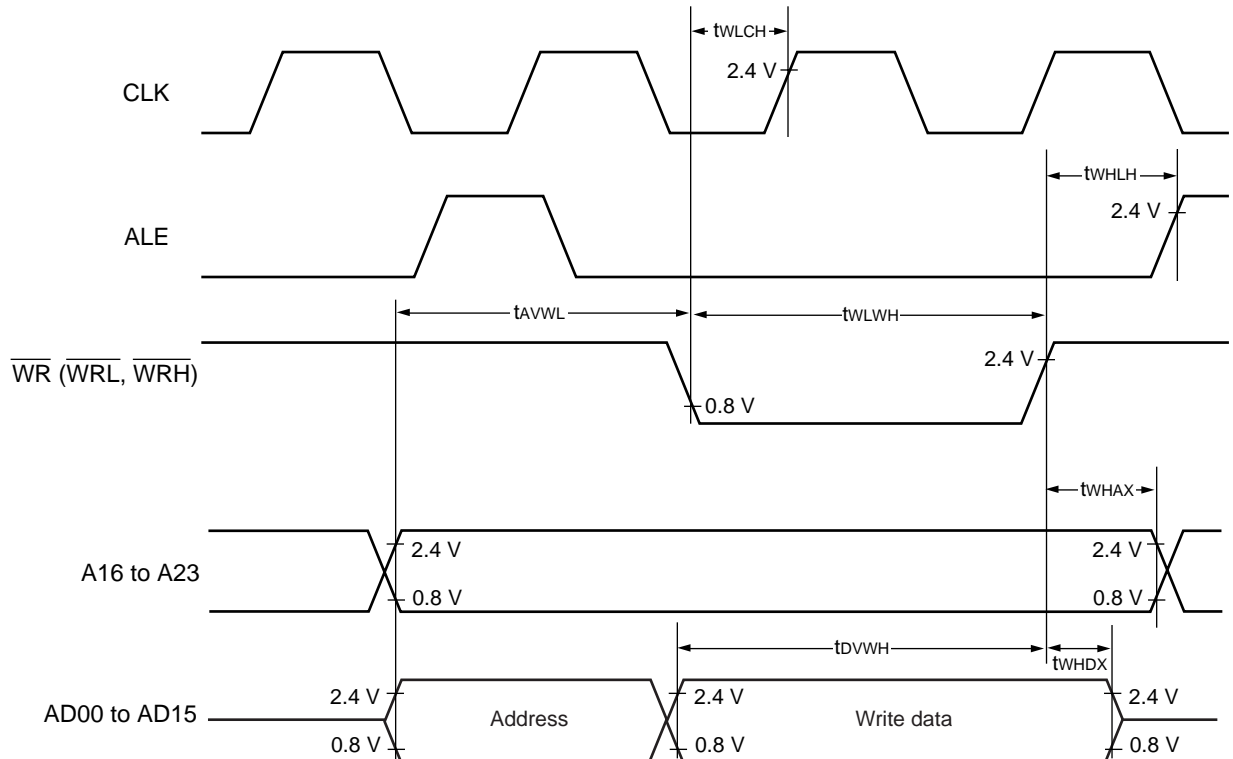 tWLCH
2.4 V
CLK
tWHLH
2.4 V
ALE
tAVWL
tWLWH
2.4 V
WR (WRL, WRH)
0.8 V
tWHAX
2.4 V
2.4 V
A16 to A23
0.8 V
0.8 V
tDVWH
tWHDX
2.4 V
2.4 V
2.4 V
AD00 to AD15
Address
Write data
0.8 V
0.8 V
0.8 V